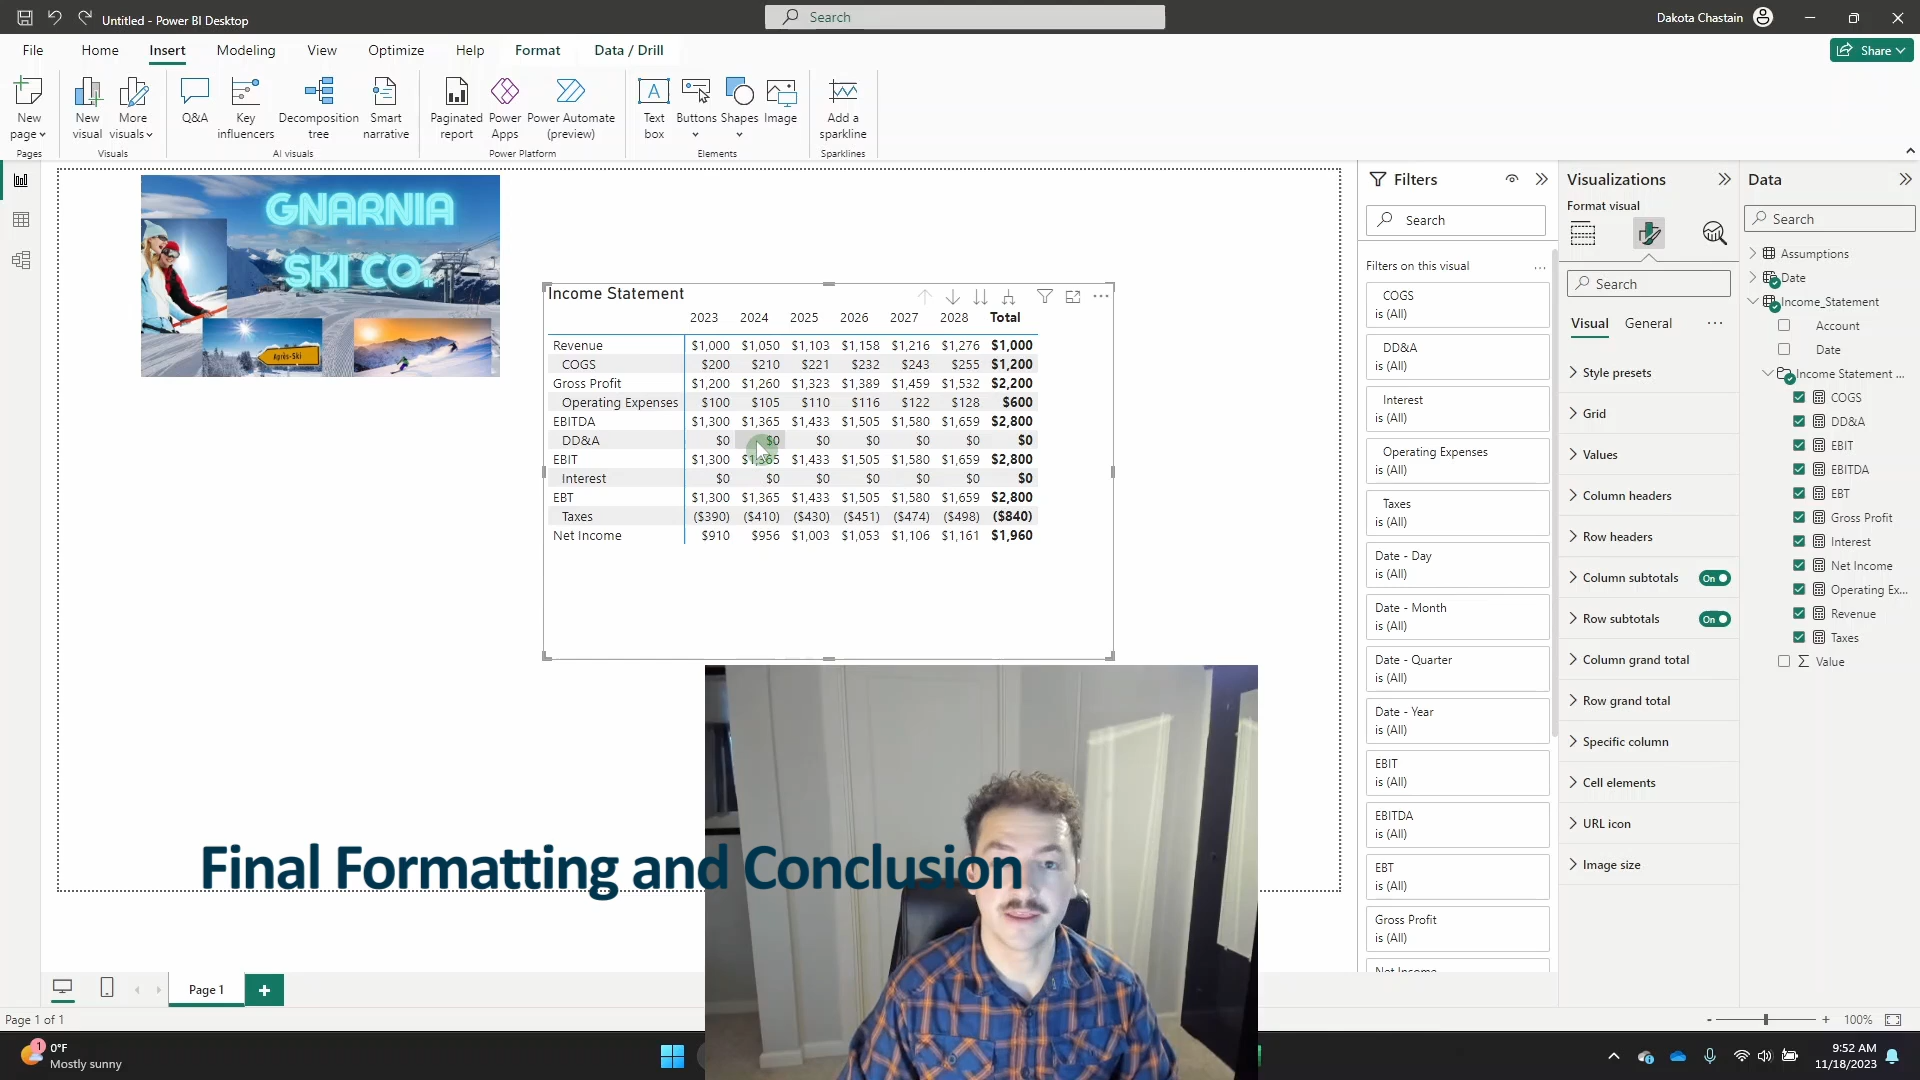 Untitled - Power BI Desktop
Search
Dakota Chastain
File
Home
Insert
Modeling
View
Optimize
Help
Format
Data / Drill
Share
New page
New visual
More visuals
Q&A
Key influencers
Decomposition tree
Smart narrative
Paginated report
Power Apps
Power Automate (preview)
Text box
Buttons
Shapes
Image
Add a sparkline
Pages
Visuals
AI visuals
Power Platform
Elements
Sparklines
GNARNIA
SKI CO.
Après-Ski
Income Statement
2023 2024 2025 2026 2027 2028 Total
Revenue $1,000 $1,050 $1,103 $1,158 $1,216 $1,276 $1,000
COGS $200 $210 $221 $232 $243 $255 $1,200
Gross Profit $1,200 $1,260 $1,323 $1,389 $1,459 $1,532 $2,200
Operating Expenses $100 $105 $110 $116 $122 $128 $600
EBITDA $1,300 $1,365 $1,433 $1,505 $1,580 $1,659 $2,800
DD&A $0 $0 $0 $0 $0 $0 $0
EBIT $1,300 $1,365 $1,433 $1,505 $1,580 $1,659 $2,800
Interest $0 $0 $0 $0 $0 $0 $0
EBT $1,300 $1,365 $1,433 $1,505 $1,580 $1,659 $2,800
Taxes ($390) ($410) ($430) ($451) ($474) ($498) ($840)
Net Income $910 $956 $1,003 $1,053 $1,106 $1,161 $1,960
Final Formatting and Conclusion
Filters
Search
Filters on this visual
COGS
is (All)
DD&A
is (All)
Interest
is (All)
Operating Expenses
is (All)
Taxes
is (All)
Date - Day
is (All)
Date - Month
is (All)
Date - Quarter
is (All)
Date - Year
is (All)
EBIT
is (All)
EBITDA
is (All)
EBT
is (All)
Gross Profit
is (All)
Net Income
Visualizations
Format visual
Search
Visual
General
Style presets
Grid
Values
Column headers
Row headers
Column subtotals On
Row subtotals On
Column grand total
Row grand total
Specific column
Cell elements
URL icon
Image size
Data
Search
Assumptions
Date
Income_Statement
Account
Date
Income Statement ...
COGS
DD&A
EBIT
EBITDA
EBT
Gross Profit
Interest
Net Income
Operating Ex...
Revenue
Taxes
Value
Page 1
Page 1 of 1
- + 100%
1
0°F
Mostly sunny
9:52 AM
11/18/2023